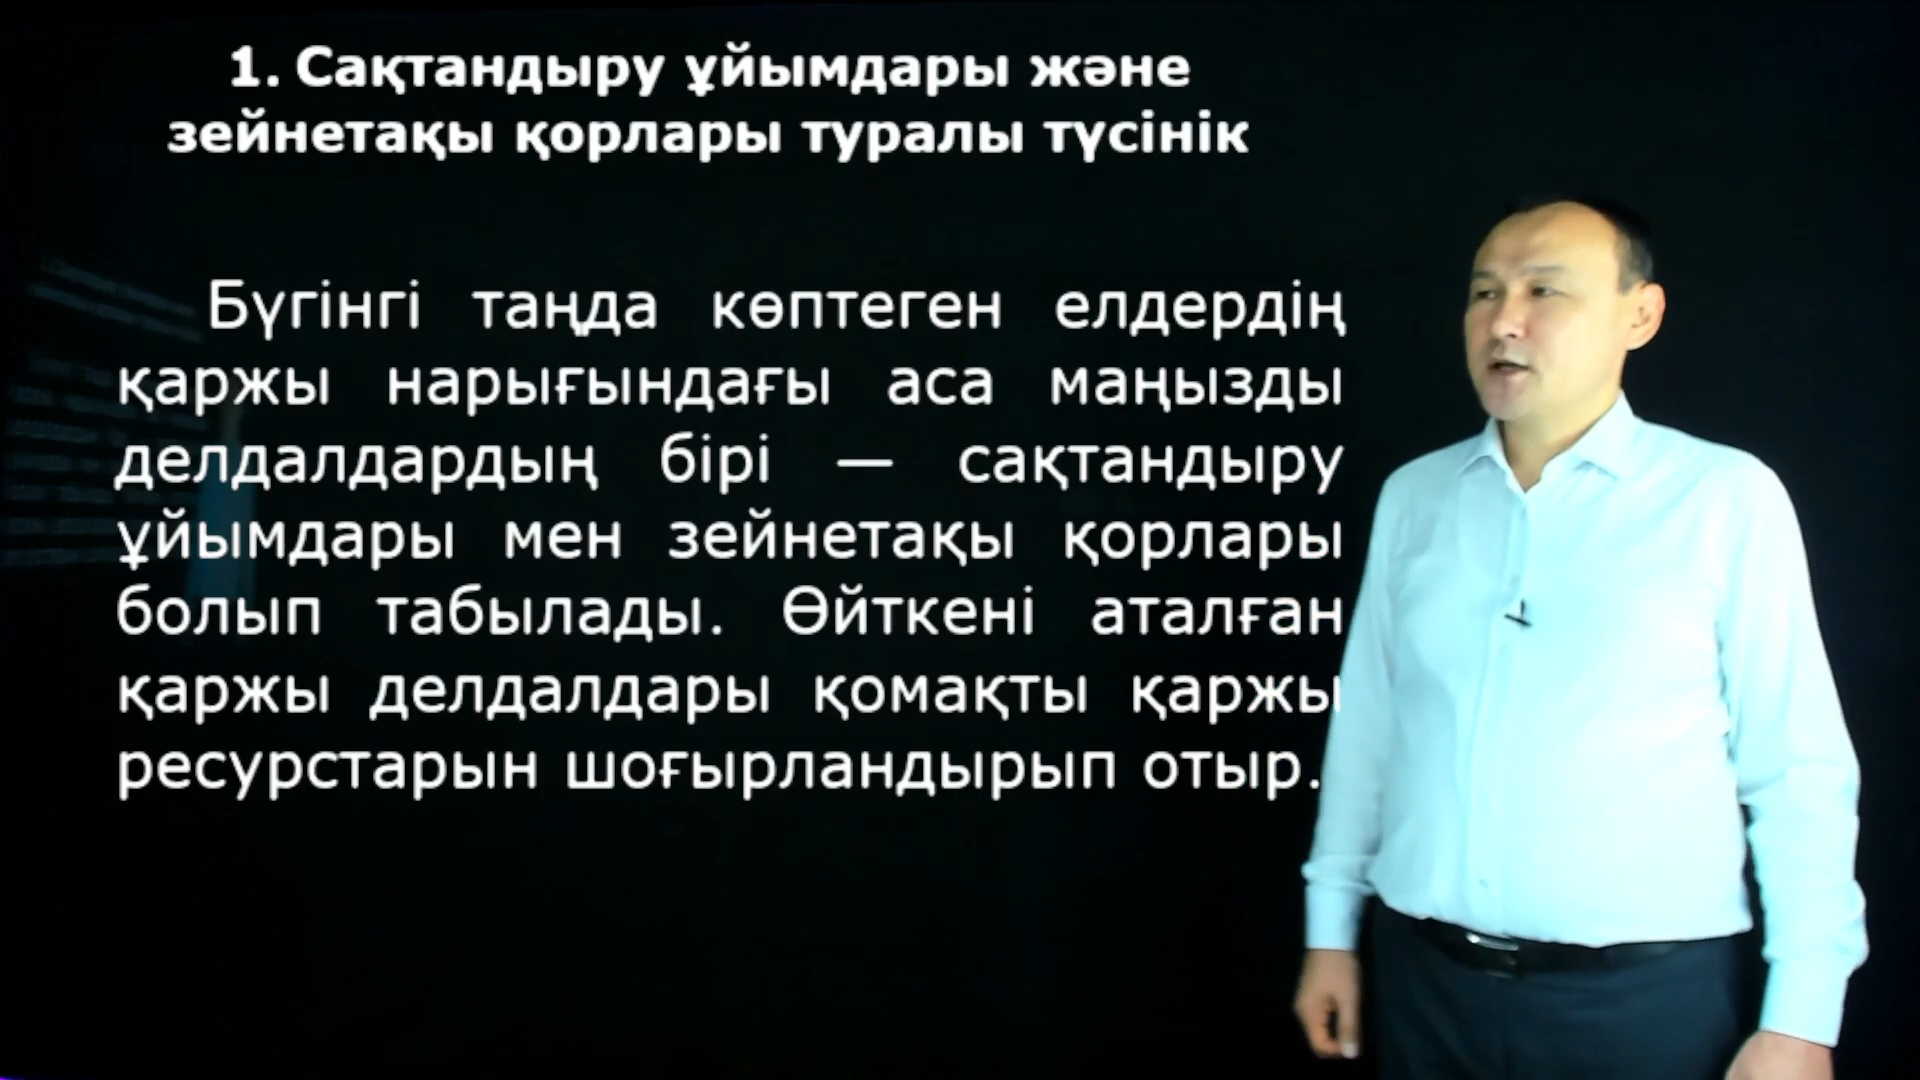 1. Сақтандыру ұйымдары және
зейнетақы қорлары туралы түсінік
Бүгінгі таңда көптеген елдердің
қаржы нарығындағы аса маңызды
делдалдардың бірі — сақтандыру
ұйымдары мен зейнетақы қорлары
болып табылады. Өйткені аталған
қаржы делдалдары қомақты қаржы
ресурстарын шоғырландырып отыр.